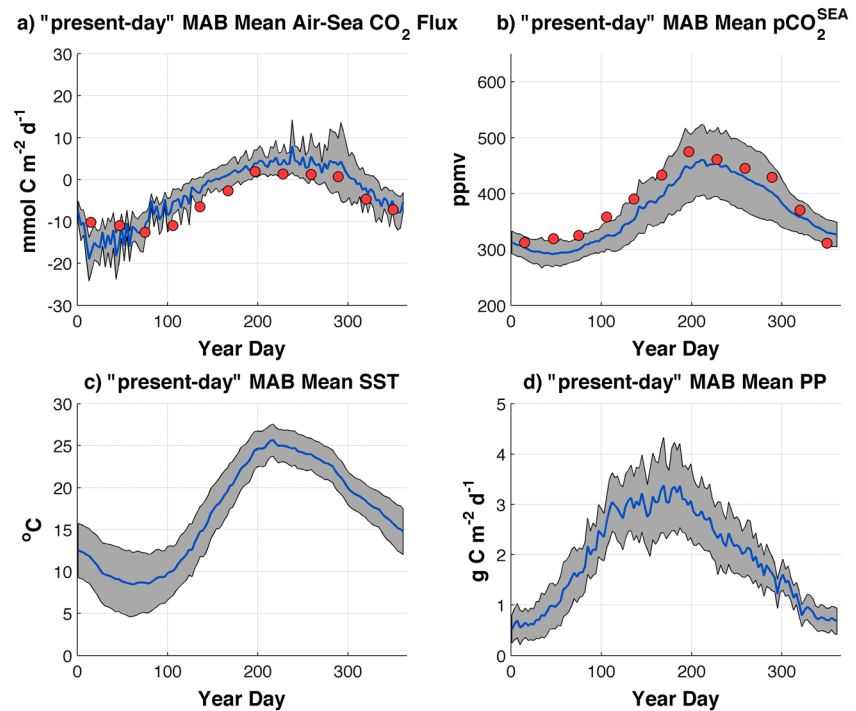 a) "present-day" MAB Mean Air-Sea CO₂ Flux
30
20
10
0
-10
-20
-30
mmol C m⁻² d⁻¹
0 100 200 300
Year Day
b) "present-day" MAB Mean pCO₂^SEA
600
500
400
300
200
ppmv
0 100 200 300
Year Day
c) "present-day" MAB Mean SST
30
25
20
15
10
5
0
°C
0 100 200 300
Year Day
d) "present-day" MAB Mean PP
5
4
3
2
1
0
g C m⁻² d⁻¹
0 100 200 300
Year Day